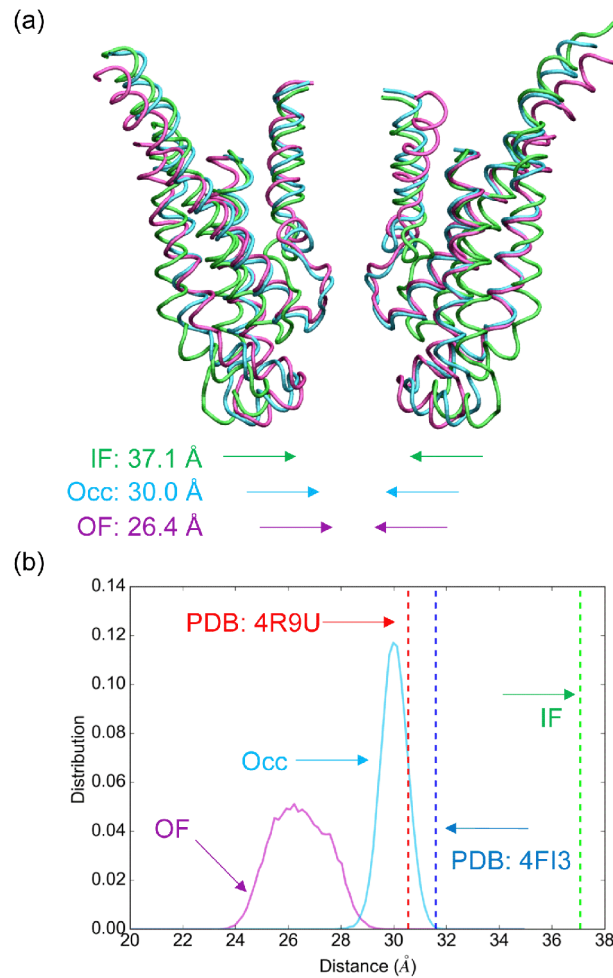 (a)
IF: 37.1 Å
Occ: 30.0 Å
OF: 26.4 Å
(b)
0.14
0.12
0.10
0.08
0.06
0.04
0.02
0.00
Distribution
PDB: 4R9U
IF
Occ
OF
PDB: 4FI3
20 22 24 26 28 30 32 34 36 38
Distance (Å)